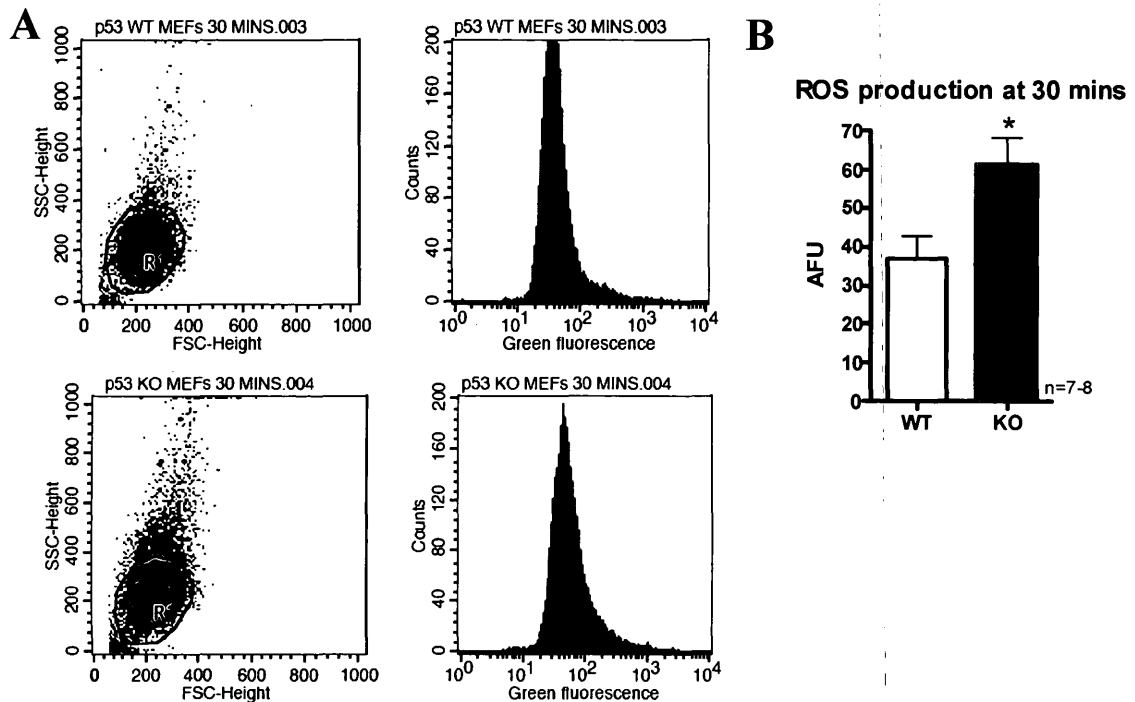 A
p53 WT MEFs 30 MINS.003
1000
800
600
400
200
0
SSC-Height
R
0 200 400 600 800 1000
FSC-Height
p53 WT MEFs 30 MINS.003
200
160
120
80
40
0
Counts
10^0 10^1 10^2 10^3 10^4
Green fluorescence
B
ROS production at 30 mins
70
60
50
40
30
20
10
0
AFU
*
n=7-8
WT KO
p53 KO MEFs 30 MINS.004
1000
800
600
400
200
0
SSC-Height
R
0 200 400 600 800 1000
FSC-Height
p53 KO MEFs 30 MINS.004
200
160
120
80
40
0
Counts
10^0 10^1 10^2 10^3 10^4
Green fluorescence